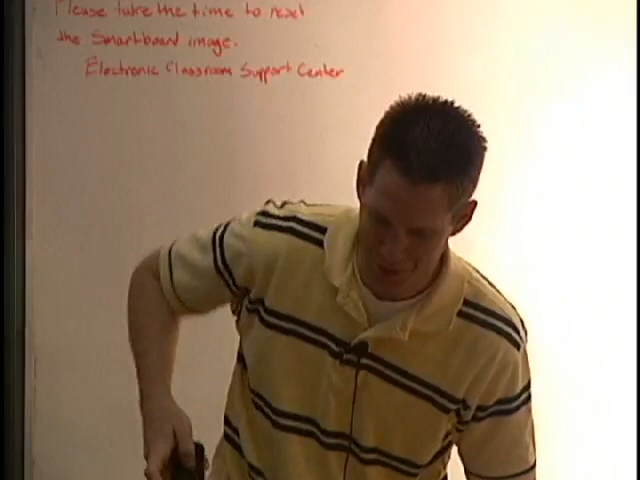 Please take the time to reset
the Smartboard image.
Electronic Classroom Support Center